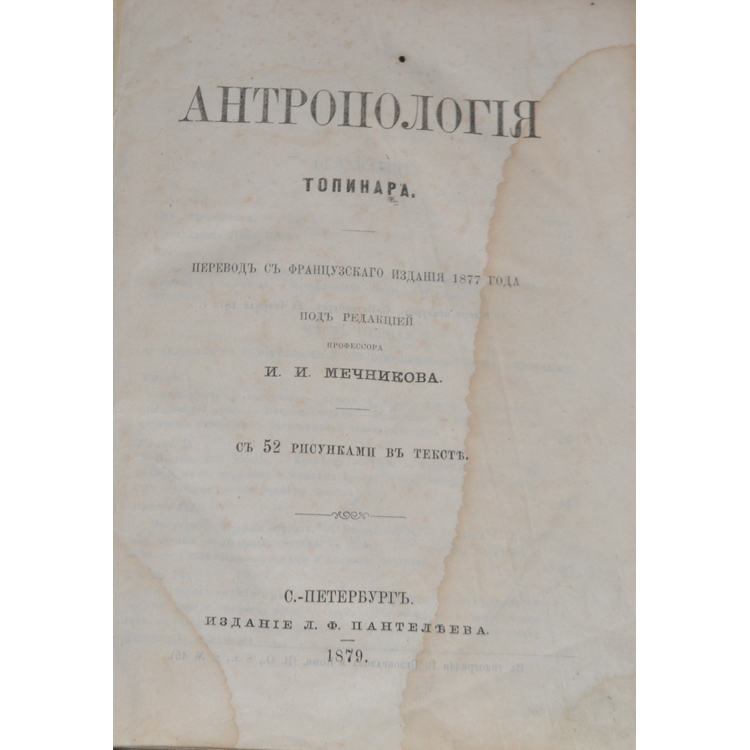 АНТРОПОЛОГІЯ
ТОПИНАРА.
ПЕРЕВОДЪ СЪ ФРАНЦУЗСКАГО ИЗДАНІЯ 1877 ГОДА
ПОДЪ РЕДАКЦІЕЙ
ПРОФЕССОРА
И. И. МЕЧНИКОВА.
СЪ 52 РИСУНКАМИ ВЪ ТЕКСТѢ.
С.-ПЕТЕРБУРГЪ.
ИЗДАНІЕ Л. Ф. ПАНТЕЛѢЕВА.
1879.